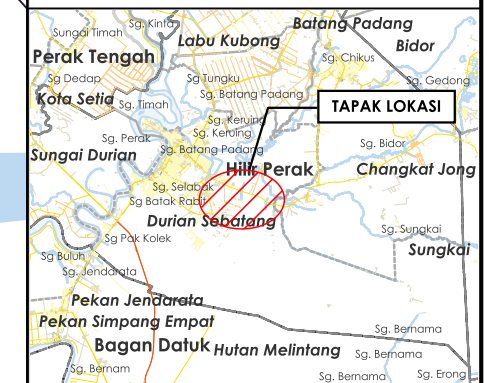 Batang Padang
Sg. Kinta
Sungai Timah
Labu Kubong
Bidor
Perak Tengah
Sg. Chikus
Sg Dedap
Sg Tungku
Sg. Gedong
Sg. Batang Padang
Kota Setia
Sg. Timah
TAPAK LOKASI
Sg. Keruing
Sg. Keruing
Sg. Perak
Sg. Batang Padang
Sg. Bidor
Sungai Durian
Hilir Perak
Changkat Jong
Sg. Selabak
Sg Batak Rabit
Durian Sebatang
Sg. Sungkai
Sg Pak Kolek
Sungkai
Sg Buluh
Sg. Jendarata
Pekan Jendarata
Pekan Simpang Empat
Sg. Bernama
Bagan Datuk
Hutan Melintang
Sg. Bernama
Sg. Bernam
Sg. Bernama
Sg. Erong